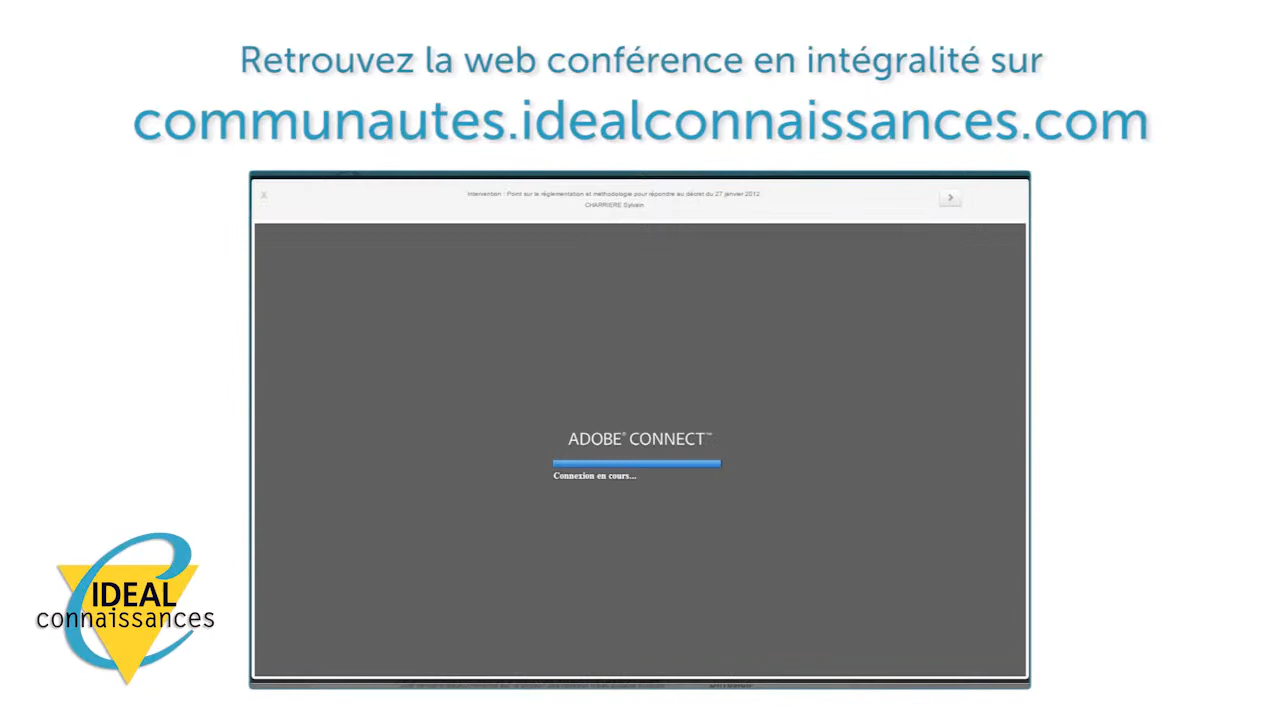 Retrouvez la web conférence en intégralité sur
communautes.idealconnaissances.com
X
Intervention : Point sur la réglementation et méthodologie pour répondre au décret du 27 janvier 2012
CHARRIERE Sylvain
ADOBE® CONNECT™
Connexion en cours...
IDEAL
connaissances